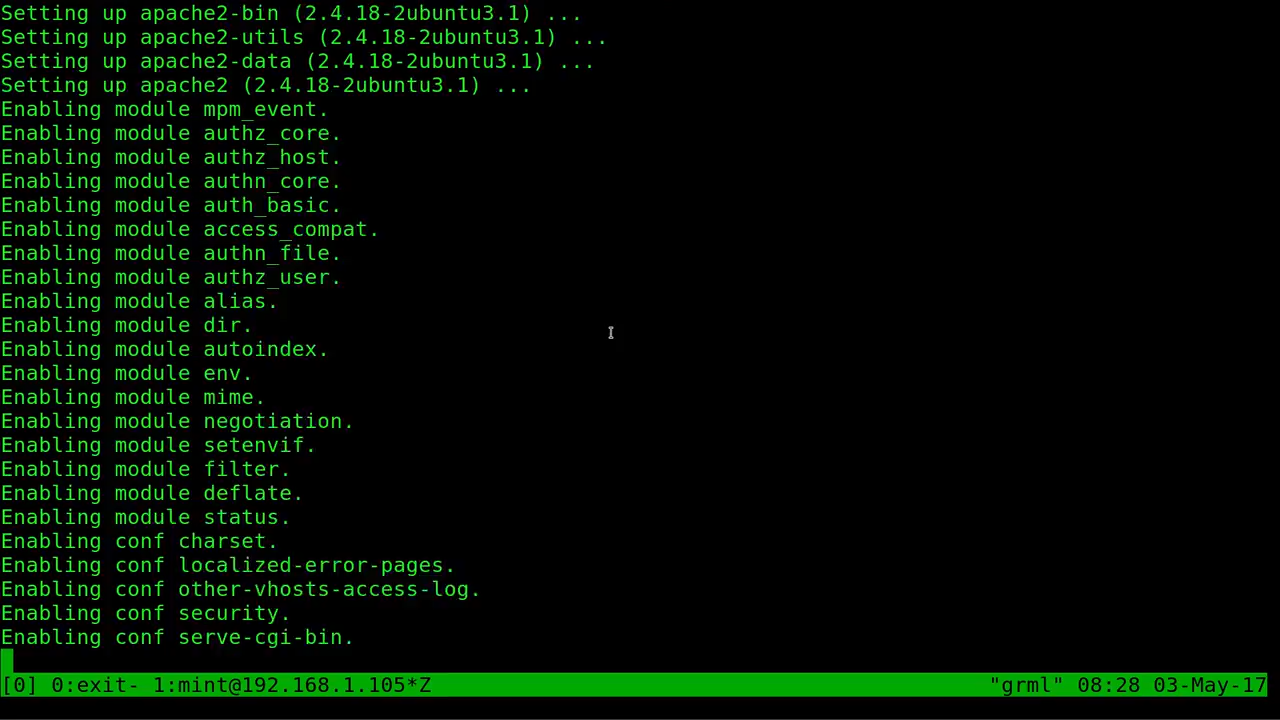 Setting up apache2-bin (2.4.18-2ubuntu3.1) ...
Setting up apache2-utils (2.4.18-2ubuntu3.1) ...
Setting up apache2-data (2.4.18-2ubuntu3.1) ...
Setting up apache2 (2.4.18-2ubuntu3.1) ...
Enabling module mpm_event.
Enabling module authz_core.
Enabling module authz_host.
Enabling module authn_core.
Enabling module auth_basic.
Enabling module access_compat.
Enabling module authn_file.
Enabling module authz_user.
Enabling module alias.
Enabling module dir.
Enabling module autoindex.
Enabling module env.
Enabling module mime.
Enabling module negotiation.
Enabling module setenvif.
Enabling module filter.
Enabling module deflate.
Enabling module status.
Enabling conf charset.
Enabling conf localized-error-pages.
Enabling conf other-vhosts-access-log.
Enabling conf security.
Enabling conf serve-cgi-bin.
[0] 0:exit- 1:mint@192.168.1.105*Z "grml" 08:28 03-May-17